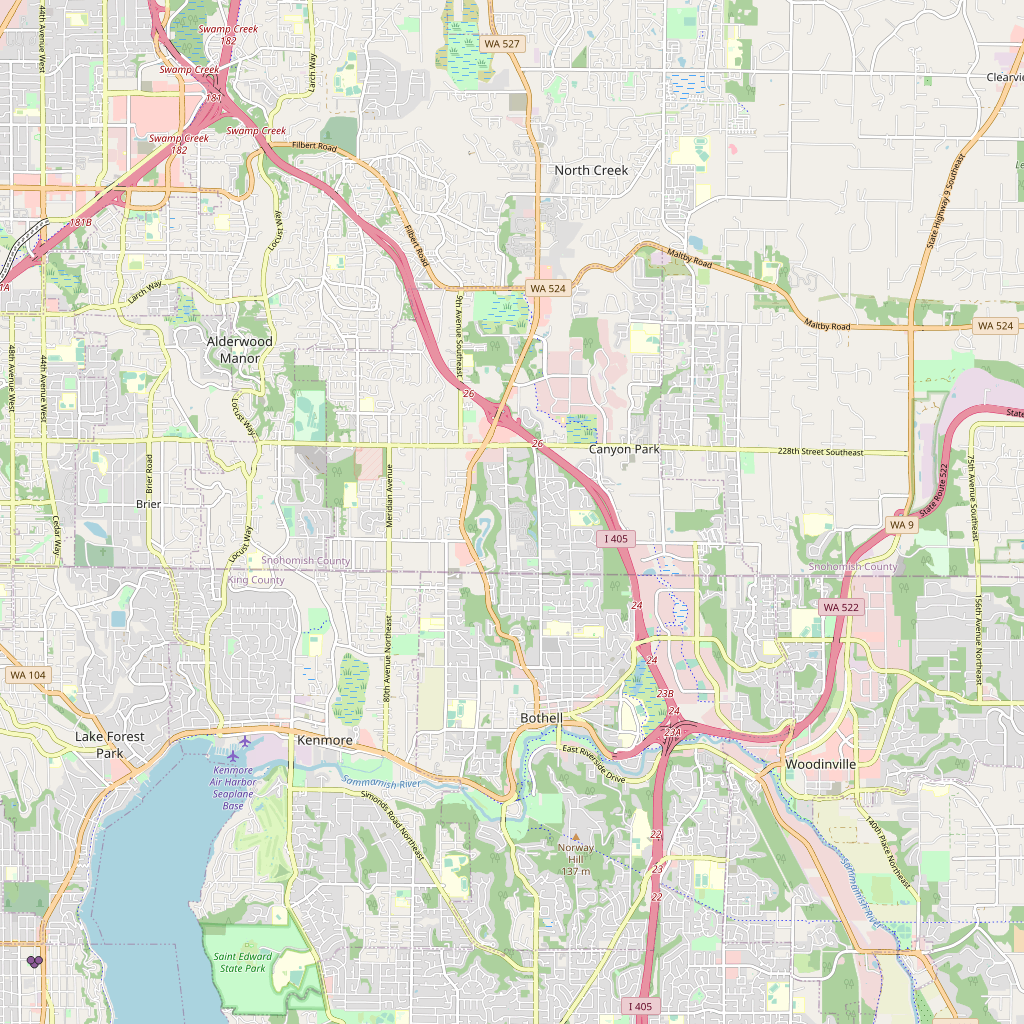 44th Avenue West
Swamp Creek
182
WA 527
Larch Way
Swamp Creek
181
Clearvie
Swamp Creek
182
Swamp Creek
Filbert Road
North Creek
State Highway 9 Southeast
181B
Locust Way
Filbert Road
Maltby Road
1A
Larch Way
WA 524
9th Avenue Southeast
Maltby Road
WA 524
Alderwood
Manor
48th Avenue West
44th Avenue West
26
Locust Way
State
26
Canyon Park
228th Street Southeast
Brier Road
Meridian Avenue
75th Avenue Southeast
State Route 522
Brier
Cedar Way
Locust Way
WA 9
I 405
Snohomish County
King County
Snohomish County
24
WA 522
156th Avenue Northeast
80th Avenue Northeast
24
WA 104
23B
24
Bothell
23A
Lake Forest
Park
Kenmore
East Riverside Drive
Woodinville
Kenmore
Air Harbor
Seaplane
Base
Sammamish River
Simonds Road Northeast
22
Norway
Hill
137 m
140th Place Northeast
Sammamish River
23
22
Saint Edward
State Park
I 405